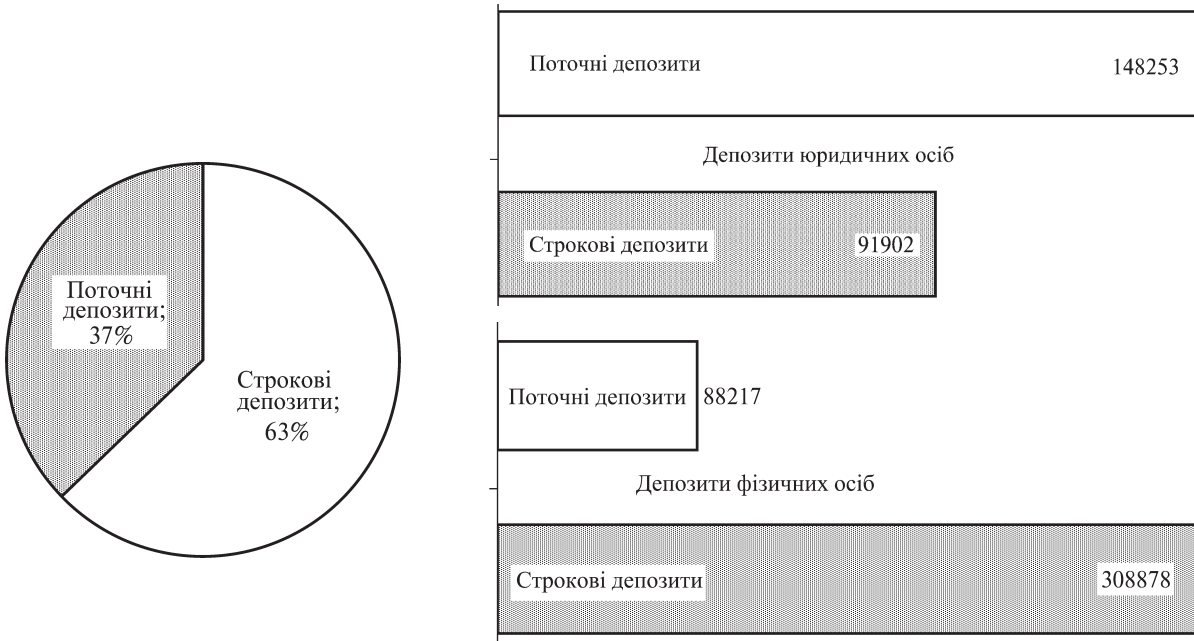 Поточні
депозити;
37%
Строкові
депозити;
63%
Поточні депозити 148253
Депозити юридичних осіб
Строкові депозити 91902
Поточні депозити 88217
Депозити фізичних осіб
Строкові депозити 308878